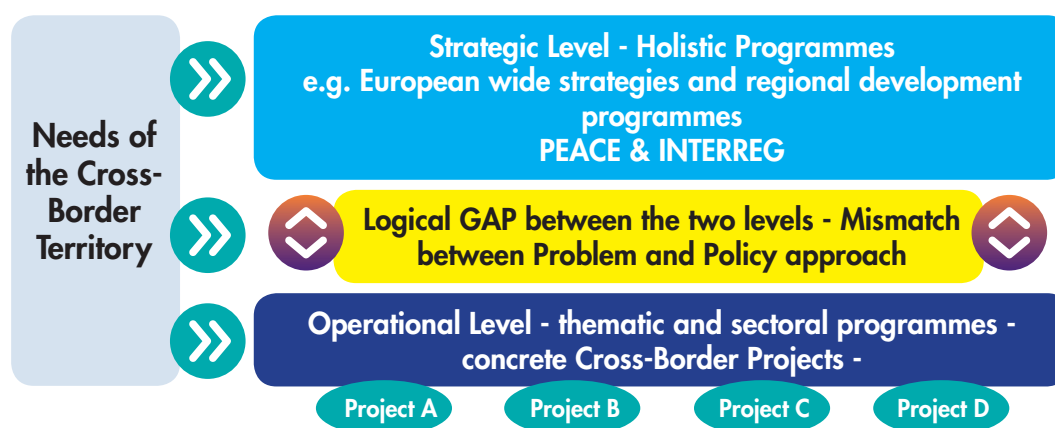 Needs of
the Cross-
Border
Territory
Strategic Level - Holistic Programmes
e.g. European wide strategies and regional development
programmes
PEACE & INTERREG
Logical GAP between the two levels - Mismatch
between Problem and Policy approach
Operational Level - thematic and sectoral programmes -
concrete Cross-Border Projects -
Project A
Project B
Project C
Project D